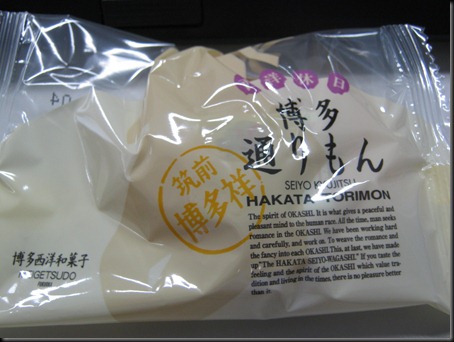 04
休日
博多
通りもん
SEIYO
HAKATA TORIMON
筑前
博多祥
The spirit of OKASHI. It is what gives a peaceful and
pleasant mind to the human race. All the time, man seeks
romance in the OKASHI. We have been working hard
and carefully, and work on. To weave the romance and
the fancy into each OKASHI. This, at last, we have made
up "The HAKATA-SEIYO-WAGASHI." If you taste the
feeling and the spirit of the OKASHI which value tra-
dition and living in the times, there is no pleasure better
than
博多西洋和菓子
GETSUDO